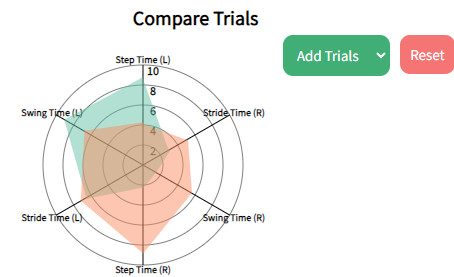 Compare Trials
Add Trials
Reset
Step Time (L)
10
8
6
4
2
Swing Time (L)
Stride Time (R)
Stride Time (L)
Swing Time (R)
Step Time (R)